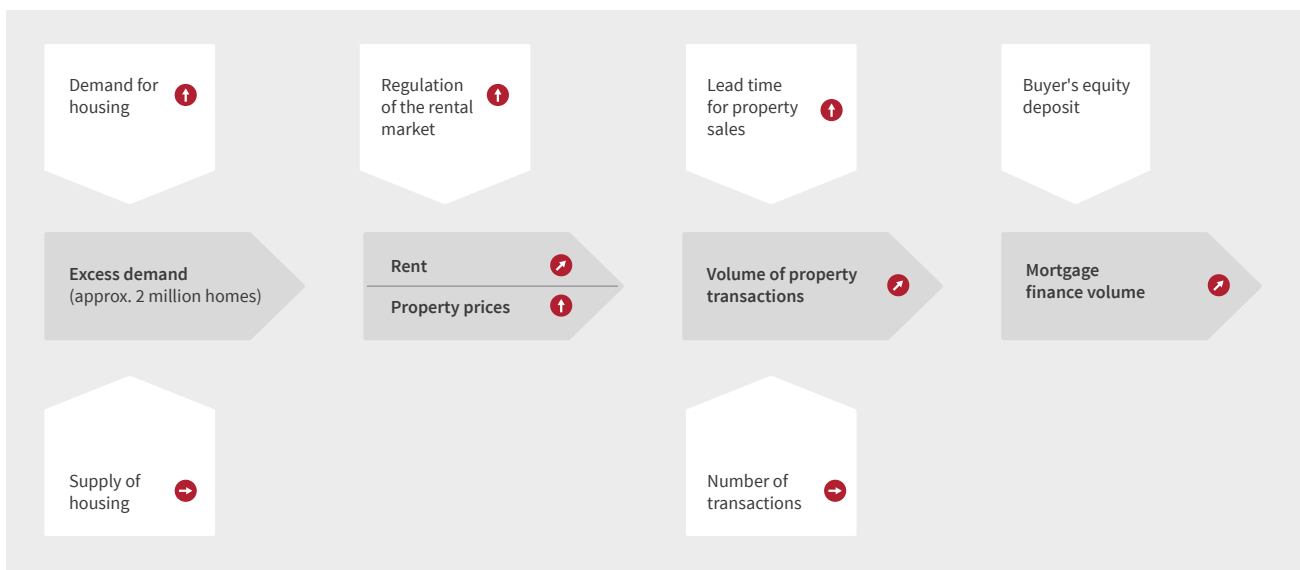 Demand for
housing
Regulation
of the rental
market
Lead time
for property
sales
Buyer's equity
deposit
Excess demand
(approx. 2 million homes)
Rent
Property prices
Volume of property
transactions
Mortgage
finance volume
Supply of
housing
Number of
transactions